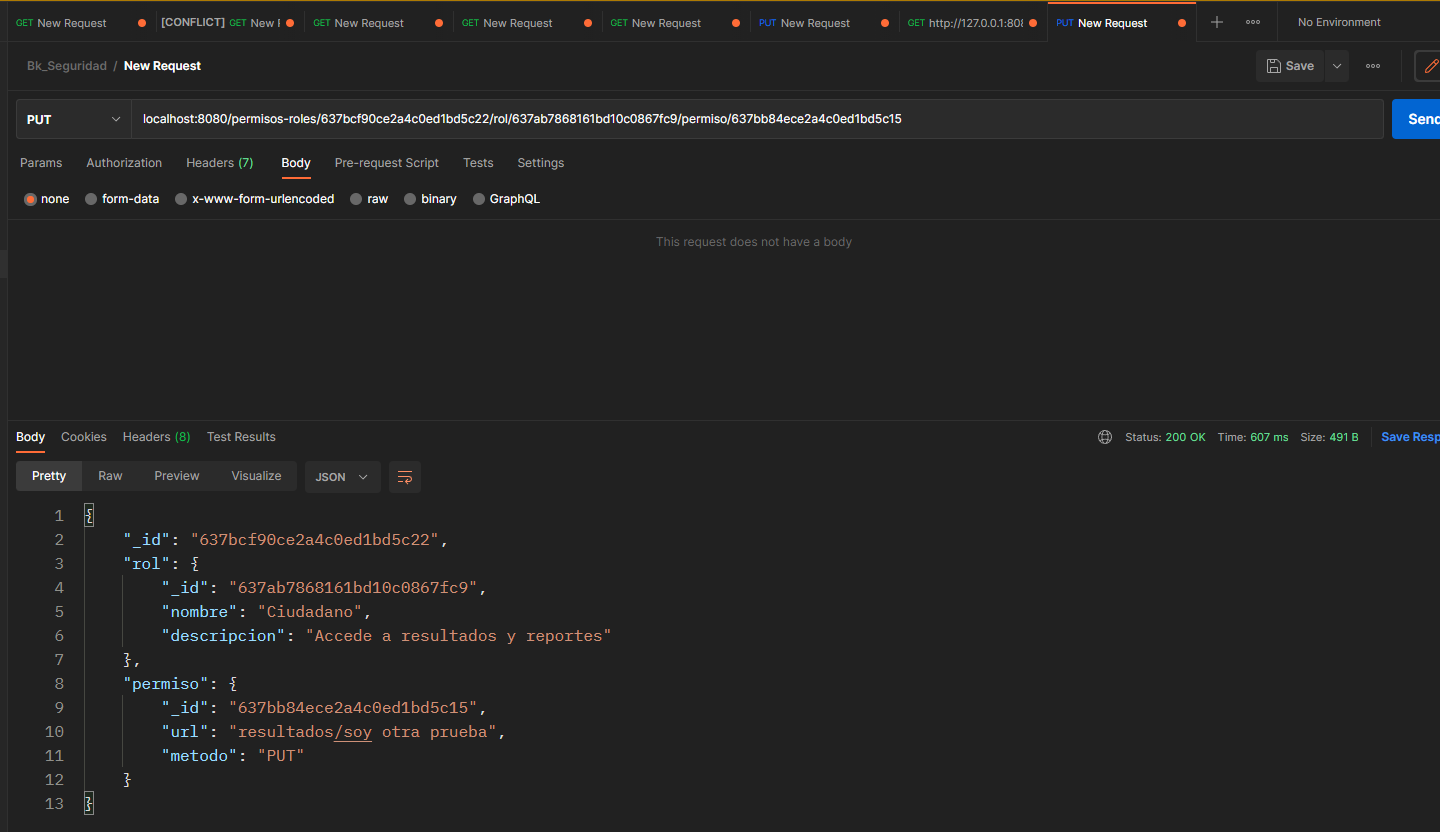 GET New Request [CONFLICT] GET New F GET New Request GET New Request GET New Request PUT New Request GET http://127.0.0.1:808 PUT New Request No Environment
Bk_Seguridad / New Request Save
PUT localhost:8080/permisos-roles/637bcf90ce2a4c0ed1bd5c22/rol/637ab7868161bd10c0867fc9/permiso/637bb84ece2a4c0ed1bd5c15 Send
Params Authorization Headers (7) Body Pre-request Script Tests Settings
none form-data x-www-form-urlencoded raw binary GraphQL
This request does not have a body
Body Cookies Headers (8) Test Results Status: 200 OK Time: 607 ms Size: 491 B Save Resp
Pretty Raw Preview Visualize JSON
1 {
2 "_id": "637bcf90ce2a4c0ed1bd5c22",
3 "rol": {
4 "_id": "637ab7868161bd10c0867fc9",
5 "nombre": "Ciudadano",
6 "descripcion": "Accede a resultados y reportes"
7 },
8 "permiso": {
9 "_id": "637bb84ece2a4c0ed1bd5c15",
10 "url": "resultados/soy otra prueba",
11 "metodo": "PUT"
12 }
13 }